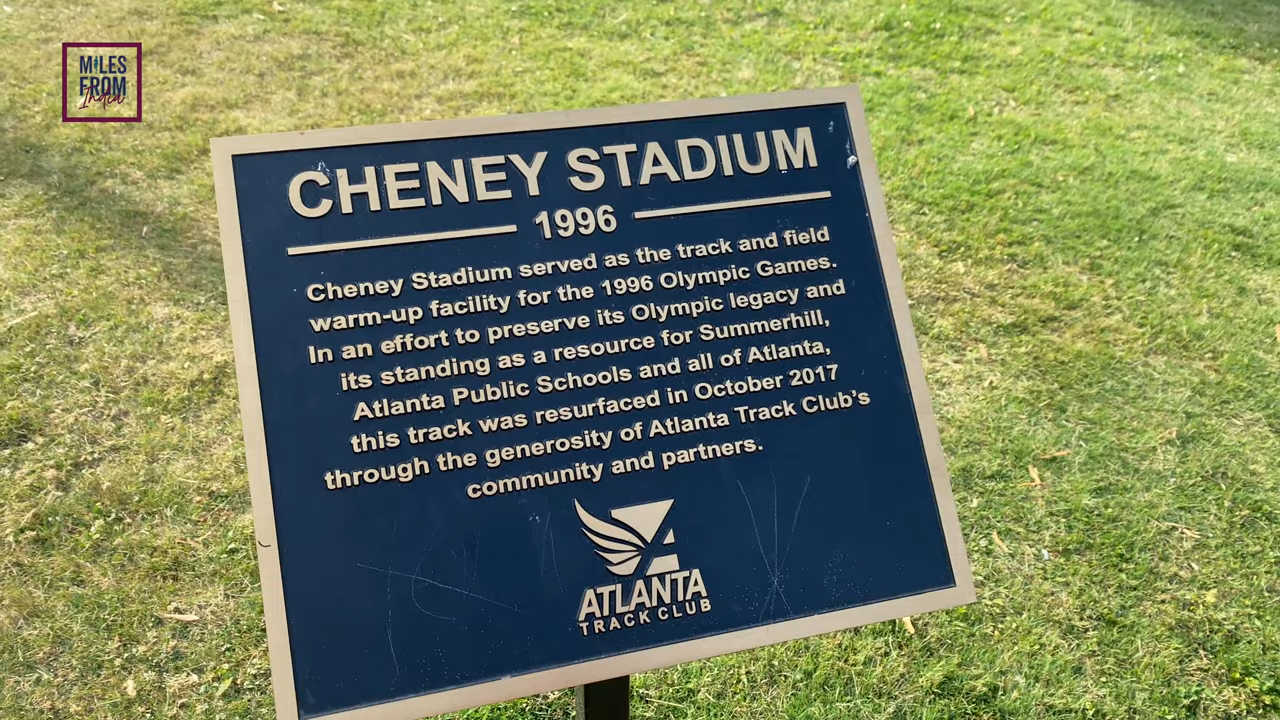 MILES
FROM
India
CHENEY STADIUM
1996
Cheney Stadium served as the track and field
warm-up facility for the 1996 Olympic Games.
In an effort to preserve its Olympic legacy and
its standing as a resource for Summerhill,
Atlanta Public Schools and all of Atlanta,
this track was resurfaced in October 2017
through the generosity of Atlanta Track Club's
community and partners.
ATLANTA
TRACK CLUB